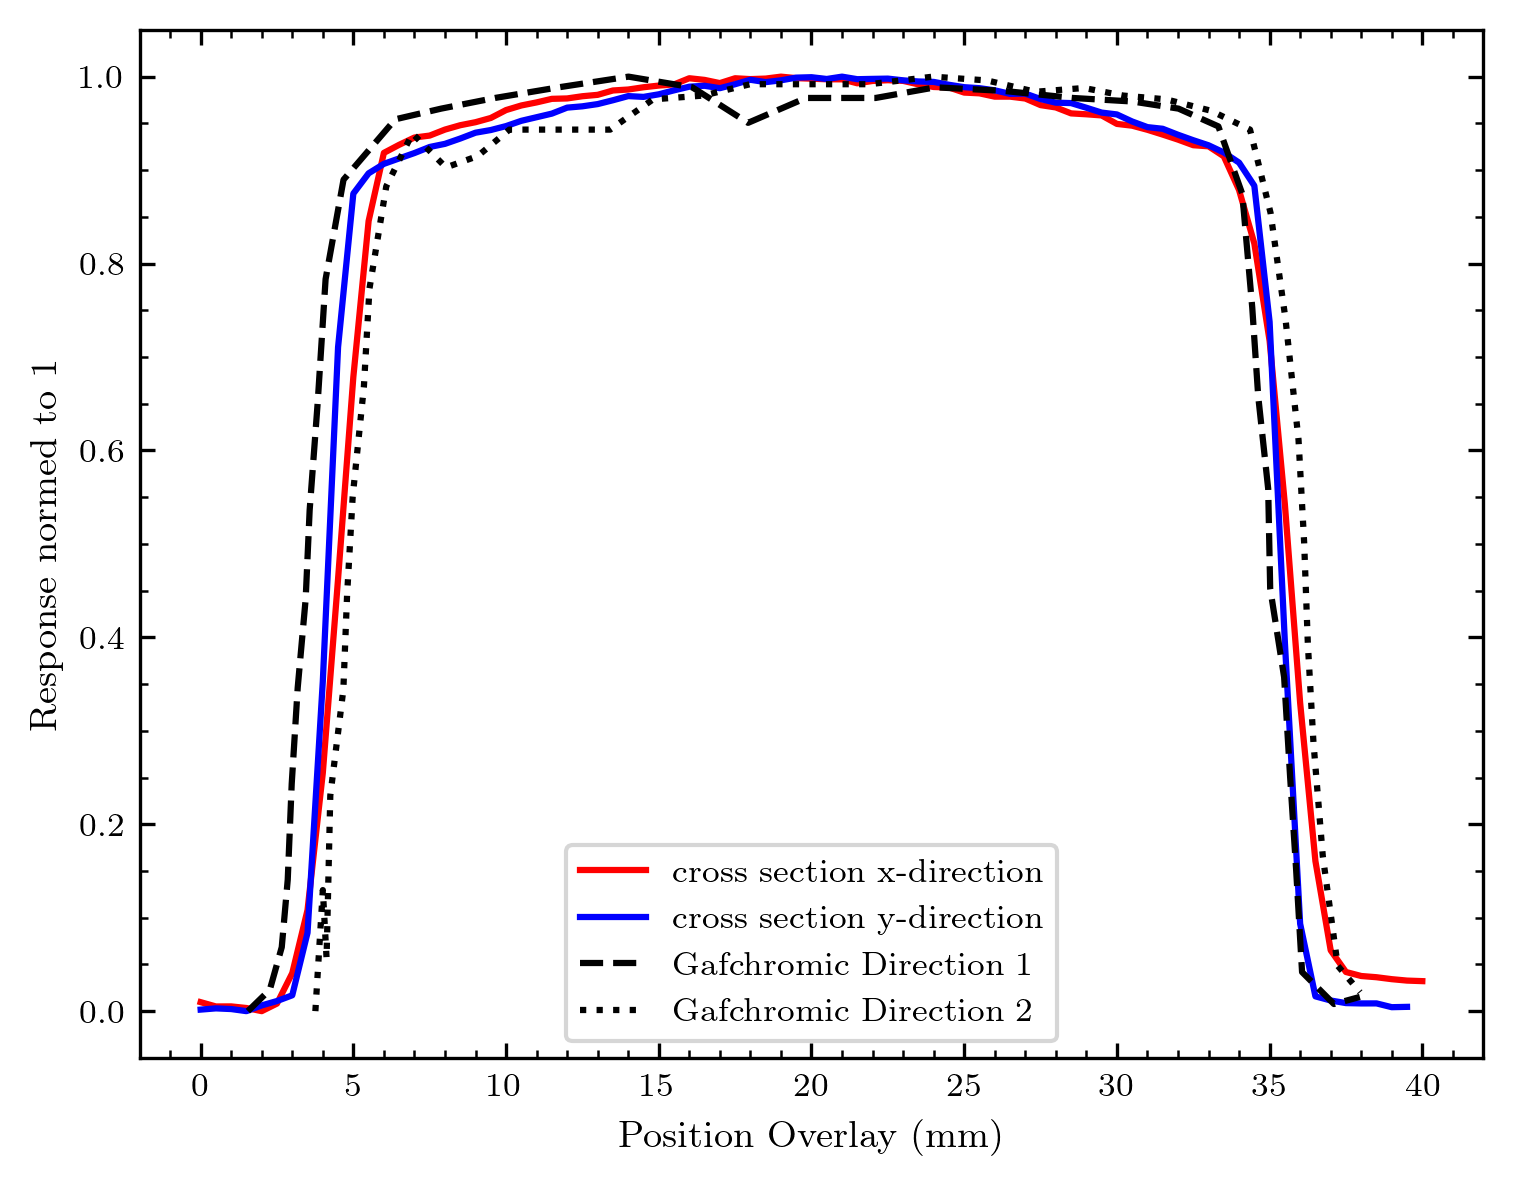 1.0
0.8
0.6
0.4
0.2
0.0
Response normed to 1
cross section x-direction
cross section y-direction
Gafchromic Direction 1
Gafchromic Direction 2
0 5 10 15 20 25 30 35 40
Position Overlay (mm)